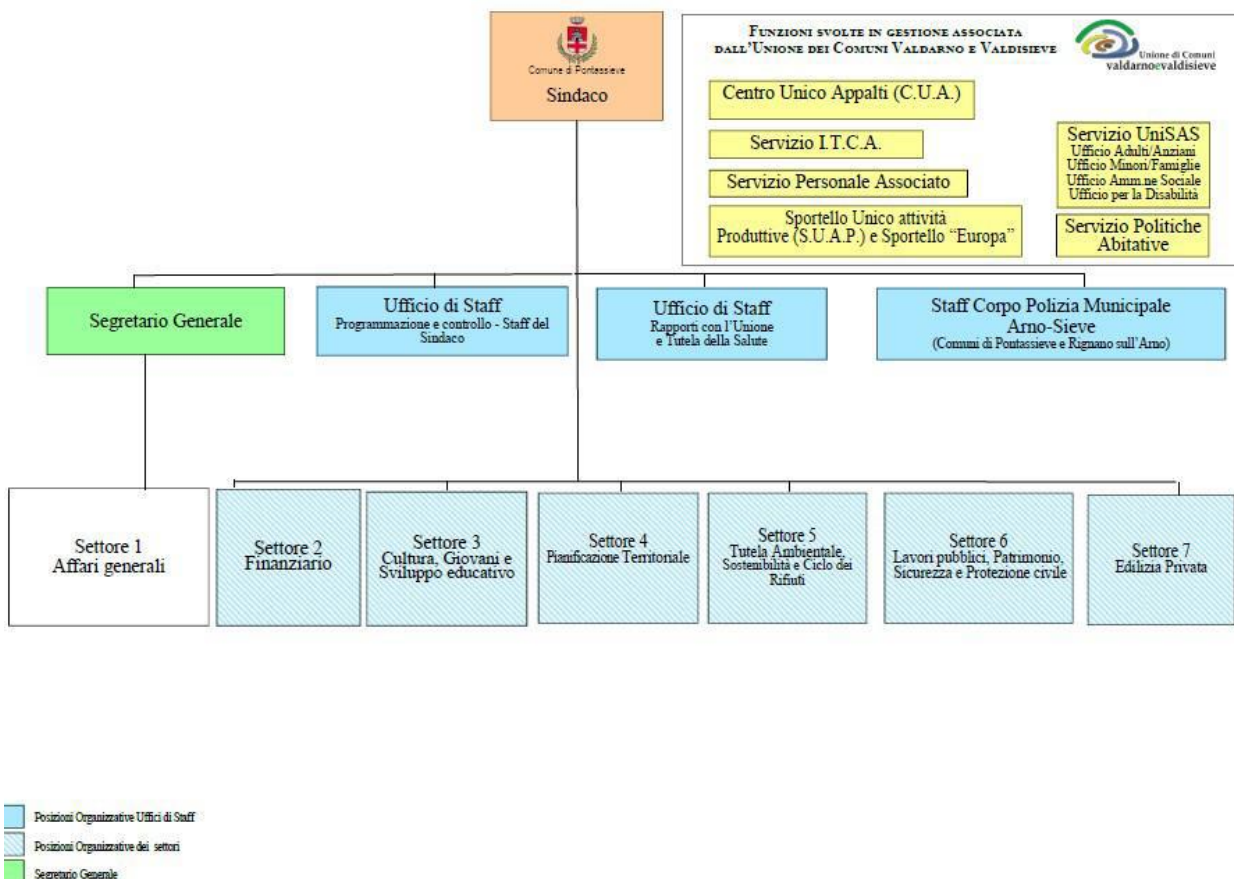 Comune di Pontassieve
Sindaco
FUNZIONI SVOLTE IN GESTIONE ASSOCIATA
DALL'UNIONE DEI COMUNI VALDARNO E VALDISIEVE
Unione di Comuni
valdarnoevaldisieve
Centro Unico Appalti (C.U.A.)
Servizio I.T.C.A.
Servizio Personale Associato
Sportello Unico attività
Produttive (S.U.A.P.) e Sportello "Europa"
Servizio UniSAS
Ufficio Adulti/Anziani
Ufficio Minori/Famiglie
Ufficio Amm.ne Sociale
Ufficio per la Disabilità
Servizio Politiche
Abitative
Segretario Generale
Ufficio di Staff
Programmazione e controllo - Staff del
Sindaco
Ufficio di Staff
Rapporti con l'Unione
e Tutela della Salute
Staff Corpo Polizia Municipale
Arno-Sieve
(Comuni di Pontassieve e Rignano sull'Arno)
Settore 1
Affari generali
Settore 2
Finanziario
Settore 3
Cultura, Giovani e
Sviluppo educativo
Settore 4
Pianificazione Territoriale
Settore 5
Tutela Ambientale,
Sostenibilità e Ciclo dei
Rifiuti
Settore 6
Lavori pubblici, Patrimonio,
Sicurezza e Protezione civile
Settore 7
Edilizia Privata
Posizioni Organizzative Uffici di Staff
Posizioni Organizzative dei settori
Segretario Generale